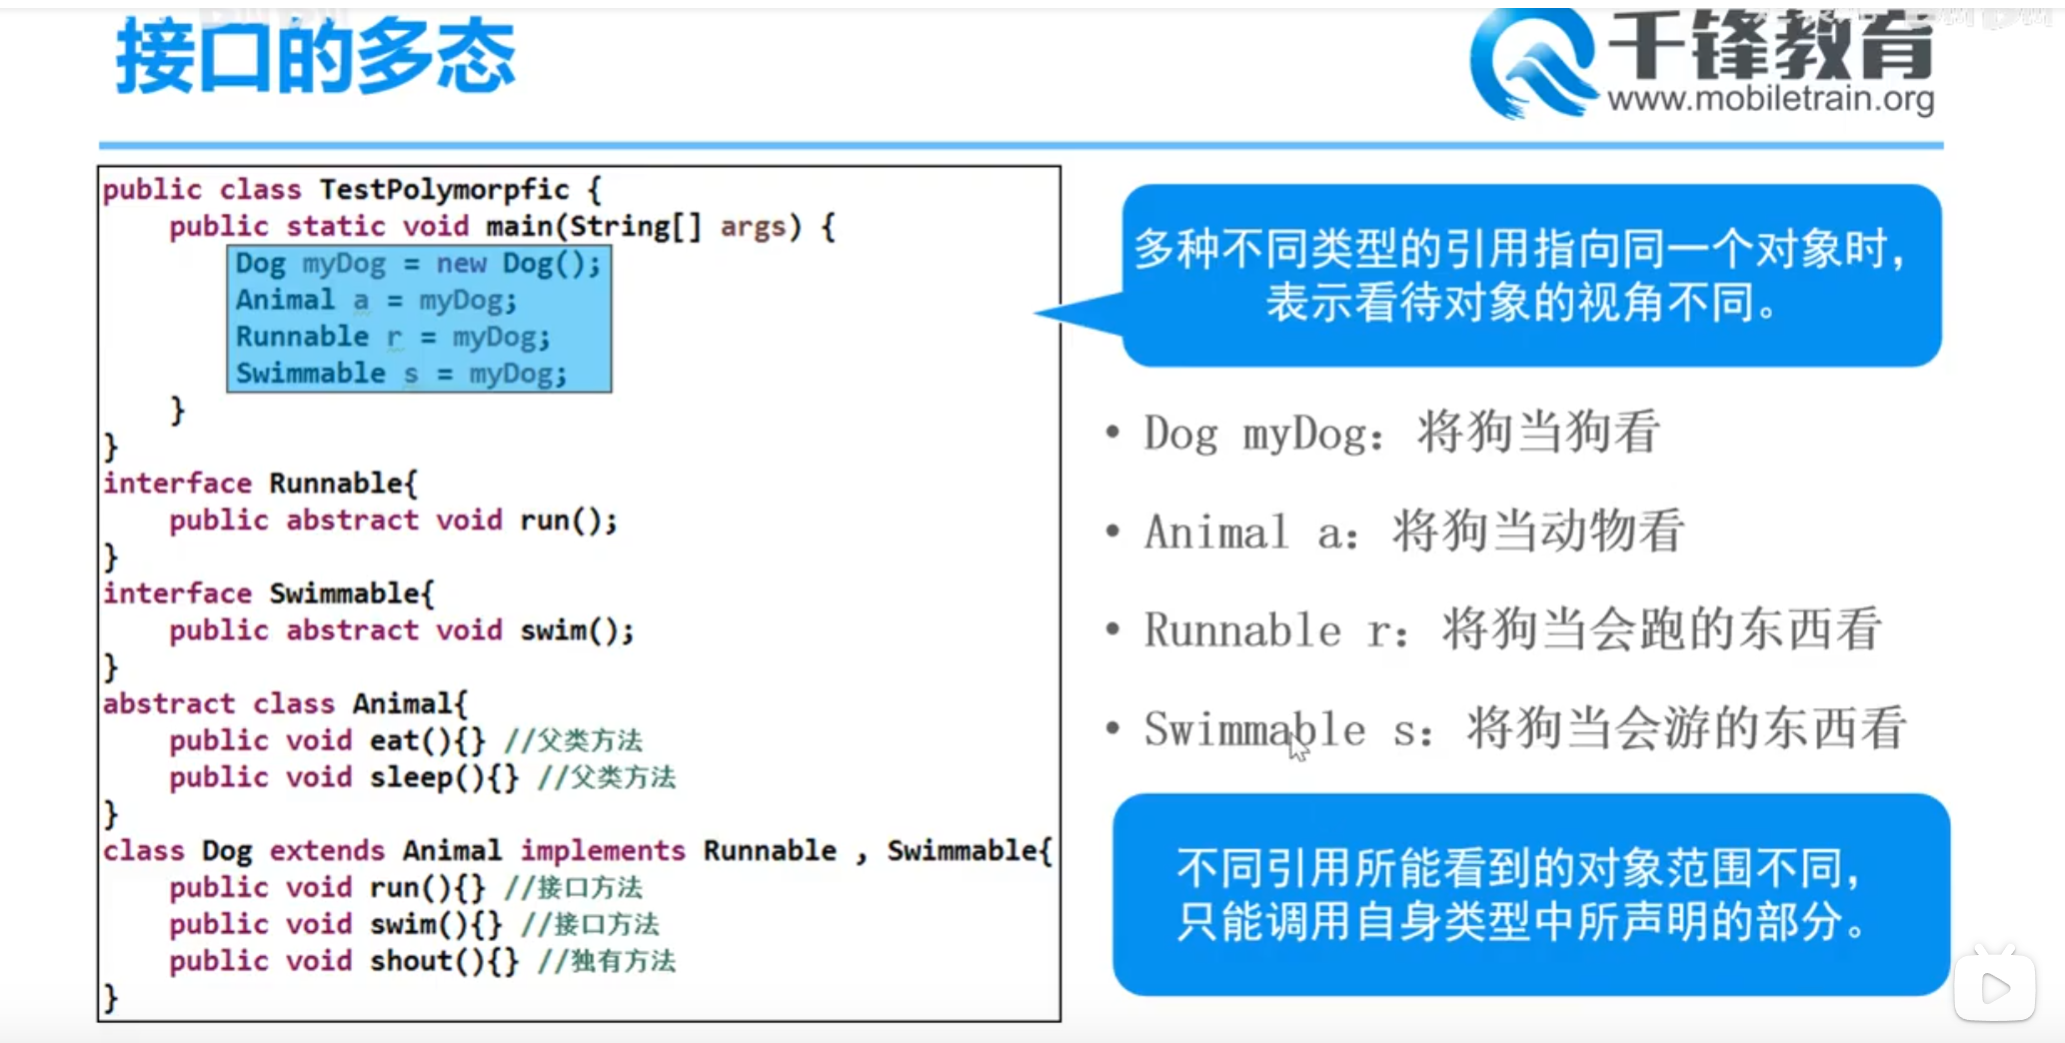 接口的多态
千锋教育
www.mobiletrain.org
public class TestPolymorpfic {
public static void main(String[] args) {
Dog myDog = new Dog();
Animal a = myDog;
Runnable r = myDog;
Swimmable s = myDog;
}
}
interface Runnable{
public abstract void run();
}
interface Swimmable{
public abstract void swim();
}
abstract class Animal{
public void eat(){} //父类方法
public void sleep(){} //父类方法
}
class Dog extends Animal implements Runnable , Swimmable{
public void run(){} //接口方法
public void swim(){} //接口方法
public void shout(){} //独有方法
}
多种不同类型的引用指向同一个对象时，
表示看待对象的视角不同。
• Dog myDog：将狗当狗看
• Animal a：将狗当动物看
• Runnable r：将狗当会跑的东西看
• Swimmable s：将狗当会游的东西看
不同引用所能看到的对象范围不同，
只能调用自身类型中所声明的部分。